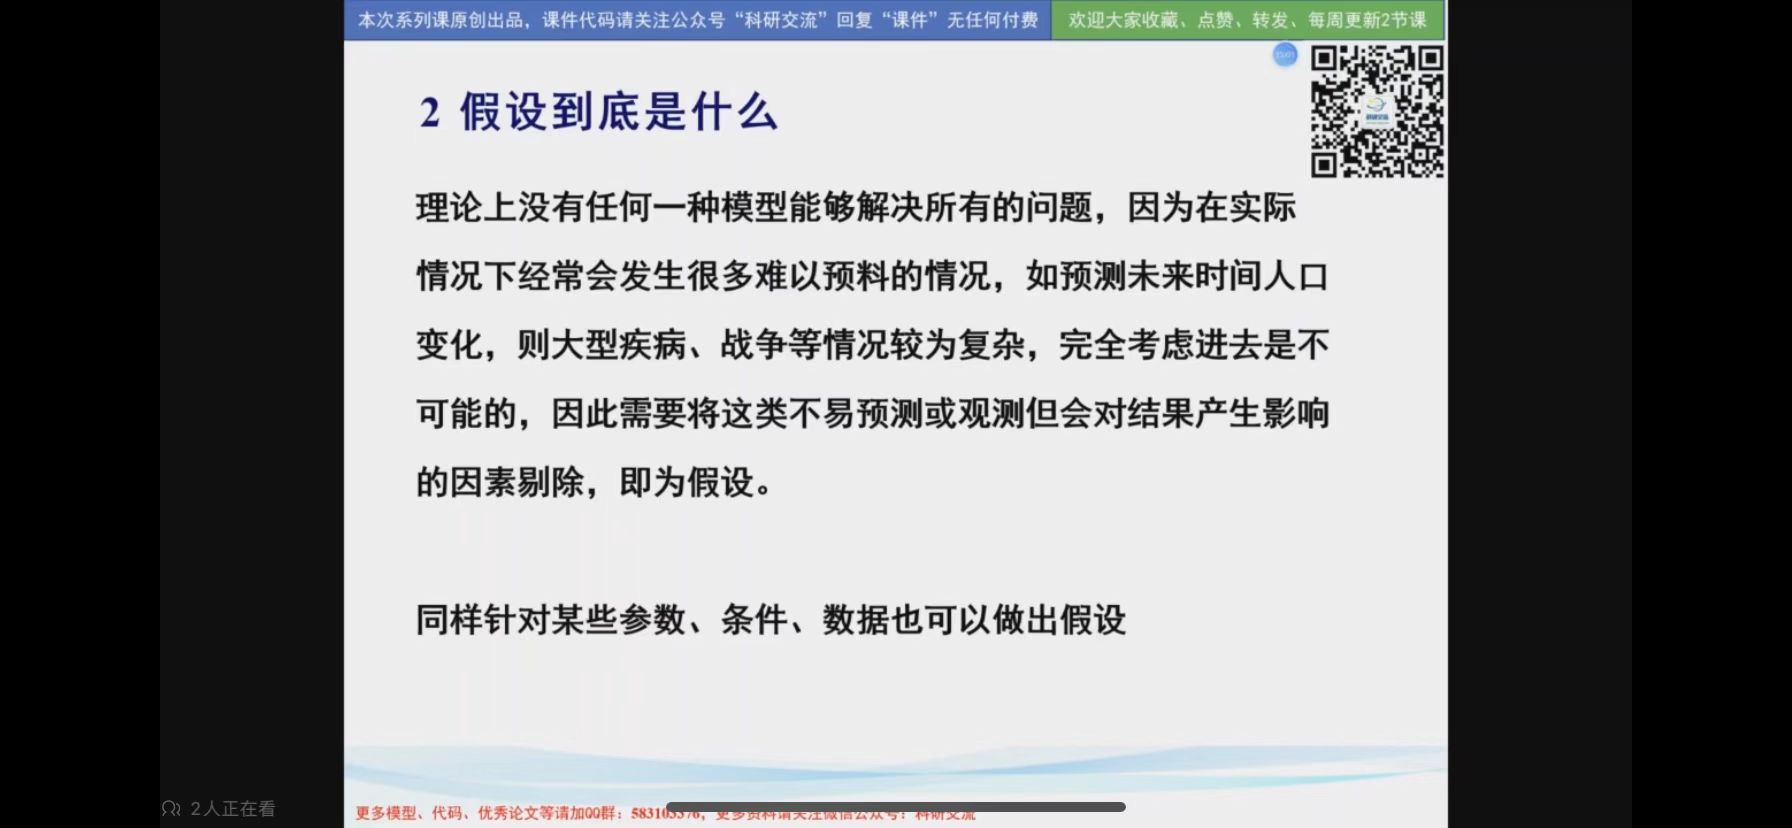 本次系列课原创出品，课件代码请关注公众号“科研交流”回复“课件”无任何付费
欢迎大家收藏、点赞、转发、每周更新2节课
2 假设到底是什么
理论上没有任何一种模型能够解决所有的问题，因为在实际
情况下经常会发生很多难以预料的情况，如预测未来时间人口
变化，则大型疾病、战争等情况较为复杂，完全考虑进去是不
可能的，因此需要将这类不易预测或观测但会对结果产生影响
的因素剔除，即为假设。
同样针对某些参数、条件、数据也可以做出假设
2人正在看
更多模型、代码、优秀论文等请加QQ群：583103376，更多资料请关注微信公众号：科研交流